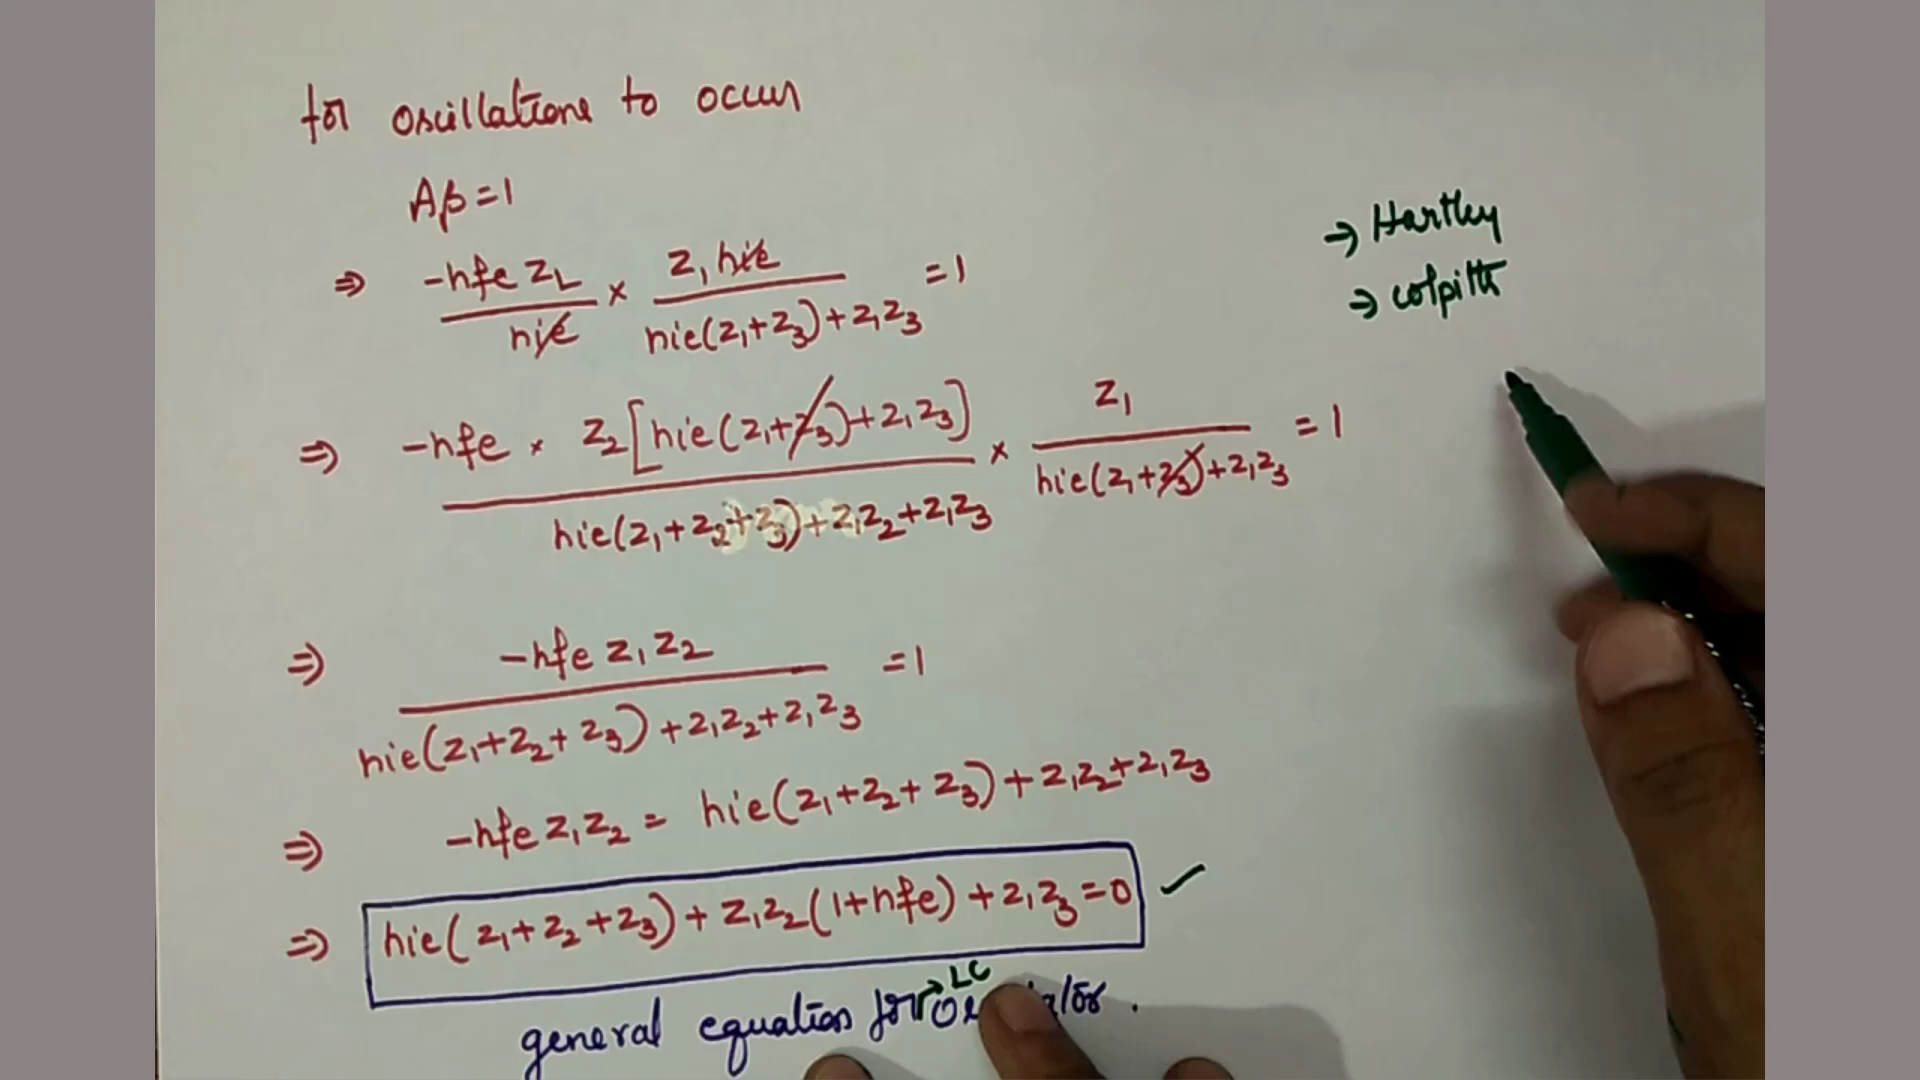 for oscillations to occur
Aβ=1
⇒ -hfe ZL / hie × Z1 hie / hie(Z1+Z3)+Z1Z3 =1
⇒ -hfe × Z2[hie(Z1+Z3)+Z1Z3] / hie(Z1+Z2+Z3)+Z1Z2+Z1Z3 × Z1 / hie(Z1+Z3)+Z1Z3 =1
⇒ -hfe Z1Z2 / hie(Z1+Z2+Z3)+Z1Z2+Z1Z3 =1
⇒ -hfe Z1Z2 = hie(Z1+Z2+Z3)+Z1Z2+Z1Z3
⇒ hie(Z1+Z2+Z3)+Z1Z2(1+hfe)+Z1Z3=0 ✓
→ LC
general equation for
→ Hartley
→ colpitts